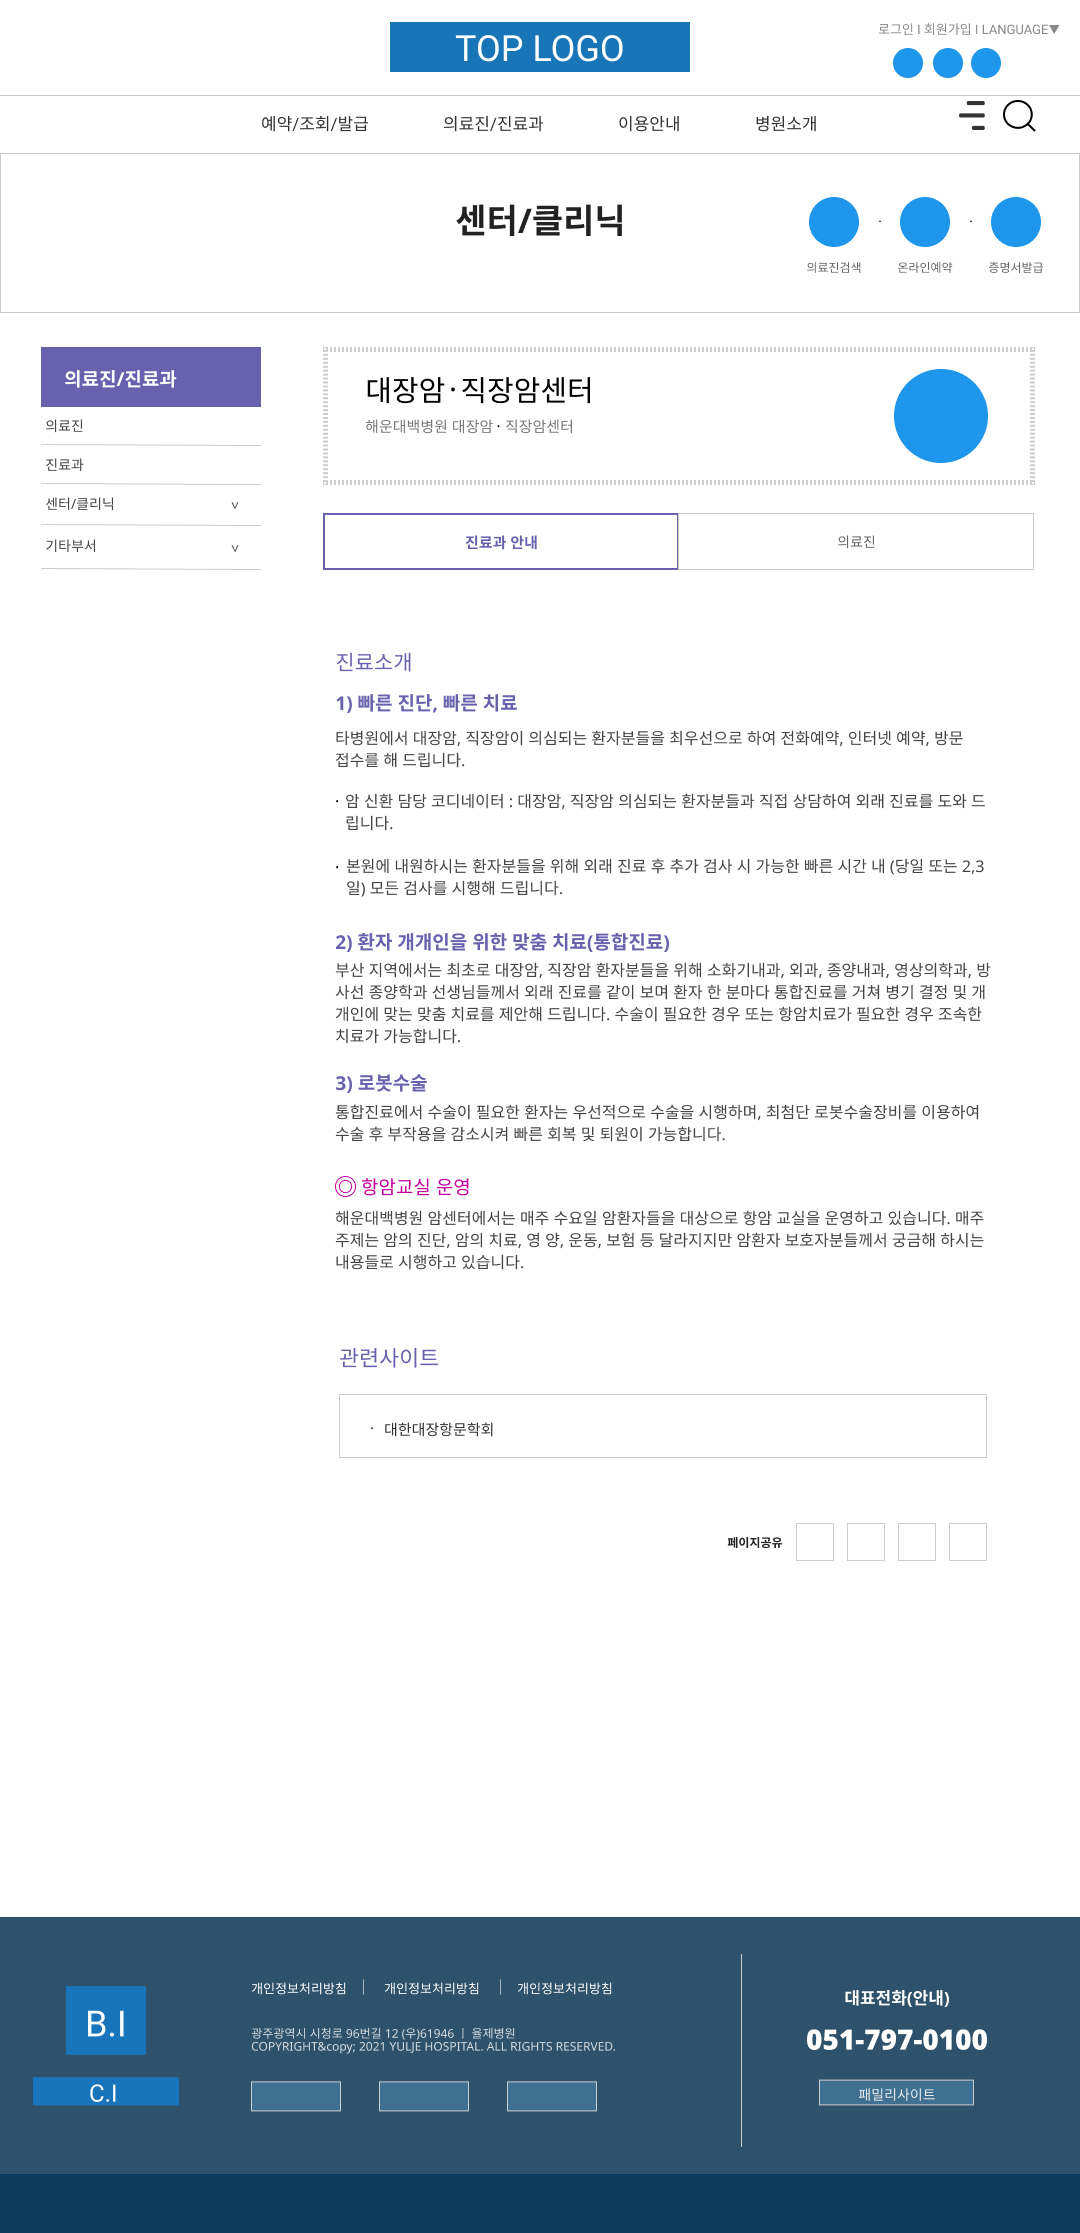 TOP LOGO
로그인 I 회원가입 I LANGUAGE▼
예약/조회/발급
의료진/진료과
이용안내
병원소개
센터/클리닉
의료진검색
·
온라인예약
·
증명서발급
의료진/진료과
의료진
진료과
센터/클리닉 v
기타부서 v
대장암·직장암센터
해운대백병원 대장암 · 직장암센터
진료과 안내
의료진
진료소개
1) 빠른 진단, 빠른 치료
타병원에서 대장암, 직장암이 의심되는 환자분들을 최우선으로 하여 전화예약, 인터넷 예약, 방문
접수를 해 드립니다.
· 암 신환 담당 코디네이터 : 대장암, 직장암 의심되는 환자분들과 직접 상담하여 외래 진료를 도와 드
립니다.
· 본원에 내원하시는 환자분들을 위해 외래 진료 후 추가 검사 시 가능한 빠른 시간 내 (당일 또는 2,3
일) 모든 검사를 시행해 드립니다.
2) 환자 개개인을 위한 맞춤 치료(통합진료)
부산 지역에서는 최초로 대장암, 직장암 환자분들을 위해 소화기내과, 외과, 종양내과, 영상의학과, 방
사선 종양학과 선생님들께서 외래 진료를 같이 보며 환자 한 분마다 통합진료를 거쳐 병기 결정 및 개
개인에 맞는 맞춤 치료를 제안해 드립니다. 수술이 필요한 경우 또는 항암치료가 필요한 경우 조속한
치료가 가능합니다.
3) 로봇수술
통합진료에서 수술이 필요한 환자는 우선적으로 수술을 시행하며, 최첨단 로봇수술장비를 이용하여
수술 후 부작용을 감소시켜 빠른 회복 및 퇴원이 가능합니다.
◎ 항암교실 운영
해운대백병원 암센터에서는 매주 수요일 암환자들을 대상으로 항암 교실을 운영하고 있습니다. 매주
주제는 암의 진단, 암의 치료, 영 양, 운동, 보험 등 달라지지만 암환자 보호자분들께서 궁금해 하시는
내용들로 시행하고 있습니다.
관련사이트
· 대한대장항문학회
페이지공유
B.I
C.I
개인정보처리방침 | 개인정보처리방침 | 개인정보처리방침
광주광역시 시청로 96번길 12 (우)61946 ㅣ 율제병원
COPYRIGHT&copy; 2021 YULJE HOSPITAL. ALL RIGHTS RESERVED.
대표전화(안내)
051-797-0100
패밀리사이트